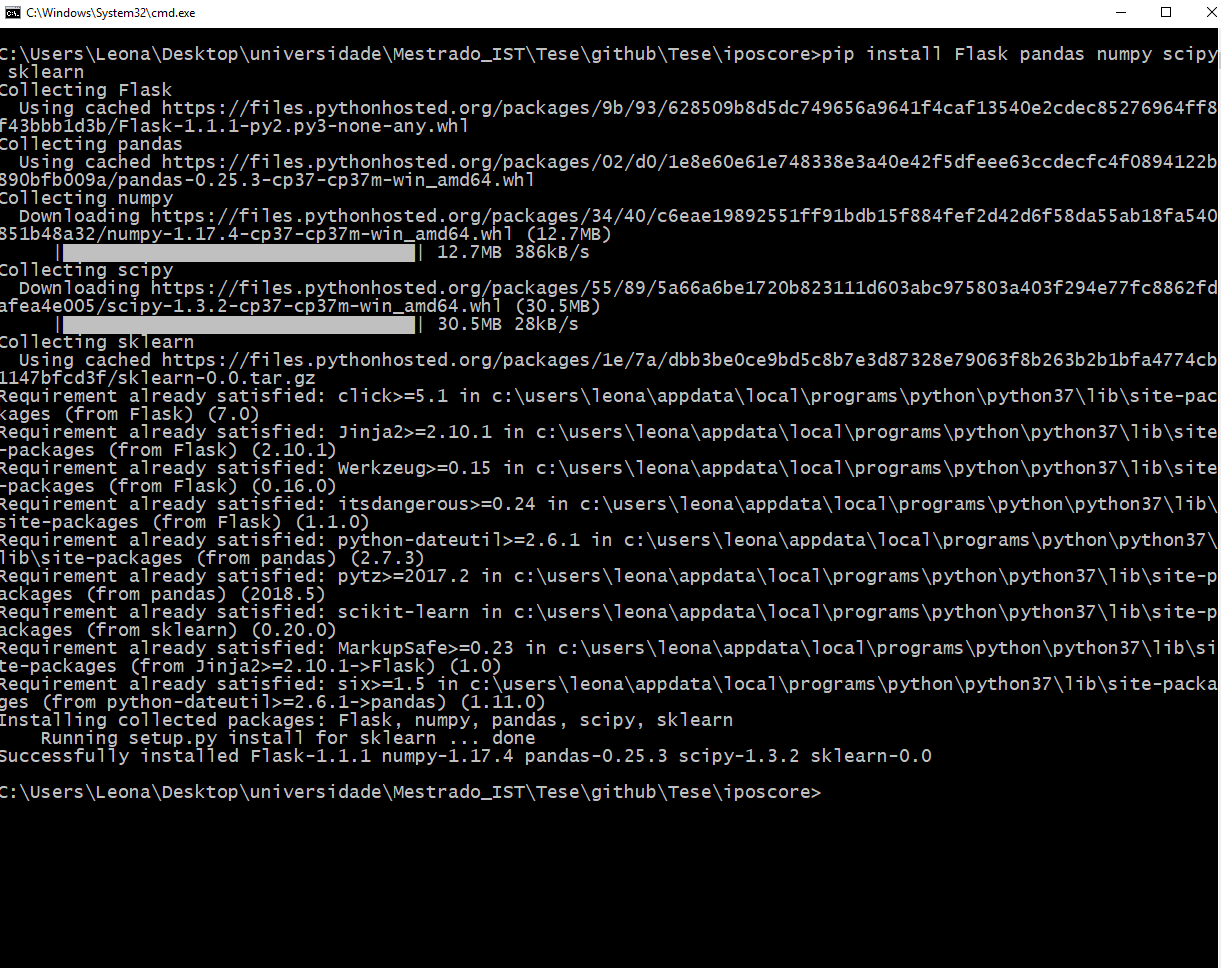 C:\Windows\System32\cmd.exe
C:\Users\Leona\Desktop\universidade\Mestrado_IST\Tese\github\Tese\iposcore>pip install Flask pandas numpy scipy
 sklearn
Collecting Flask
  Using cached https://files.pythonhosted.org/packages/9b/93/628509b8d5dc749656a9641f4caf13540e2cdec85276964ff8
f43bbb1d3b/Flask-1.1.1-py2.py3-none-any.whl
Collecting pandas
  Using cached https://files.pythonhosted.org/packages/02/d0/1e8e60e61e748338e3a40e42f5dfeee63ccdecfc4f0894122b
890bfb009a/pandas-0.25.3-cp37-cp37m-win_amd64.whl
Collecting numpy
  Downloading https://files.pythonhosted.org/packages/34/40/c6eae19892551ff91bdb15f884fef2d42d6f58da55ab18fa540
851b48a32/numpy-1.17.4-cp37-cp37m-win_amd64.whl (12.7MB)
     |████████████████████████████████| 12.7MB 386kB/s
Collecting scipy
  Downloading https://files.pythonhosted.org/packages/55/89/5a66a6be1720b823111d603abc975803a403f294e77fc8862fd
afea4e005/scipy-1.3.2-cp37-cp37m-win_amd64.whl (30.5MB)
     |████████████████████████████████| 30.5MB 28kB/s
Collecting sklearn
  Using cached https://files.pythonhosted.org/packages/1e/7a/dbb3be0ce9bd5c8b7e3d87328e79063f8b263b2b1bfa4774cb
1147bfcd3f/sklearn-0.0.tar.gz
Requirement already satisfied: click>=5.1 in c:\users\leona\appdata\local\programs\python\python37\lib\site-pac
kages (from Flask) (7.0)
Requirement already satisfied: Jinja2>=2.10.1 in c:\users\leona\appdata\local\programs\python\python37\lib\site
-packages (from Flask) (2.10.1)
Requirement already satisfied: Werkzeug>=0.15 in c:\users\leona\appdata\local\programs\python\python37\lib\site
-packages (from Flask) (0.16.0)
Requirement already satisfied: itsdangerous>=0.24 in c:\users\leona\appdata\local\programs\python\python37\lib\
site-packages (from Flask) (1.1.0)
Requirement already satisfied: python-dateutil>=2.6.1 in c:\users\leona\appdata\local\programs\python\python37\
lib\site-packages (from pandas) (2.7.3)
Requirement already satisfied: pytz>=2017.2 in c:\users\leona\appdata\local\programs\python\python37\lib\site-p
ackages (from pandas) (2018.5)
Requirement already satisfied: scikit-learn in c:\users\leona\appdata\local\programs\python\python37\lib\site-p
ackages (from sklearn) (0.20.0)
Requirement already satisfied: MarkupSafe>=0.23 in c:\users\leona\appdata\local\programs\python\python37\lib\si
te-packages (from Jinja2>=2.10.1->Flask) (1.0)
Requirement already satisfied: six>=1.5 in c:\users\leona\appdata\local\programs\python\python37\lib\site-packa
ges (from python-dateutil>=2.6.1->pandas) (1.11.0)
Installing collected packages: Flask, numpy, pandas, scipy, sklearn
    Running setup.py install for sklearn ... done
Successfully installed Flask-1.1.1 numpy-1.17.4 pandas-0.25.3 scipy-1.3.2 sklearn-0.0
C:\Users\Leona\Desktop\universidade\Mestrado_IST\Tese\github\Tese\iposcore>